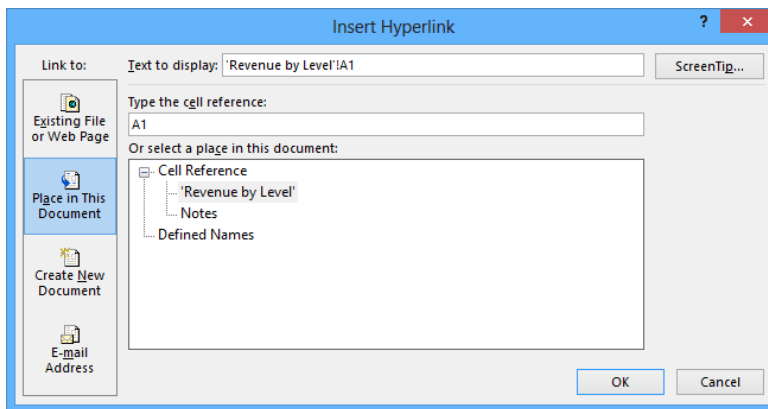 Insert Hyperlink
?
×
Link to:
Text to display:
'Revenue by Level'!A1
ScreenTip...
Existing File
or Web Page
Place in This
Document
Create New
Document
E-mail
Address
Type the cell reference:
A1
Or select a place in this document:
Cell Reference
'Revenue by Level'
Notes
Defined Names
OK
Cancel